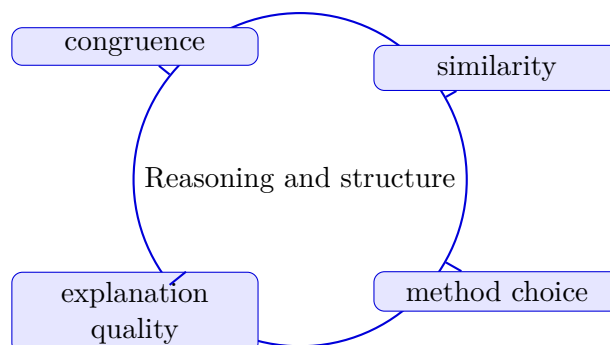 congruence
similarity
Reasoning and structure
explanation
quality
method choice